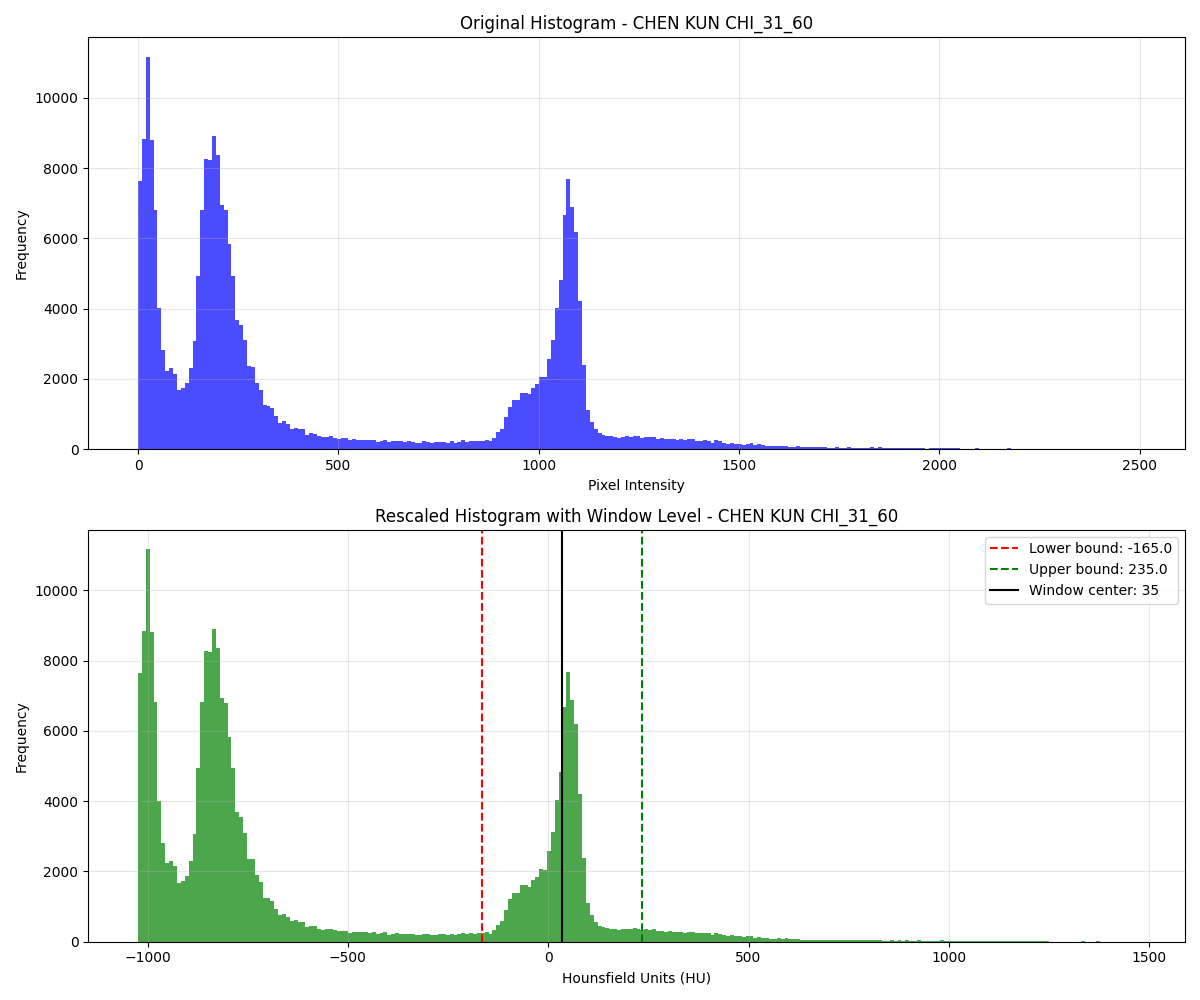 Original Histogram - CHEN KUN CHI_31_60
Frequency
10000
8000
6000
4000
2000
0
0 500 1000 1500 2000 2500
Pixel Intensity
Rescaled Histogram with Window Level - CHEN KUN CHI_31_60
Frequency
10000
8000
6000
4000
2000
0
Lower bound: -165.0
Upper bound: 235.0
Window center: 35
−1000 −500 0 500 1000 1500
Hounsfield Units (HU)